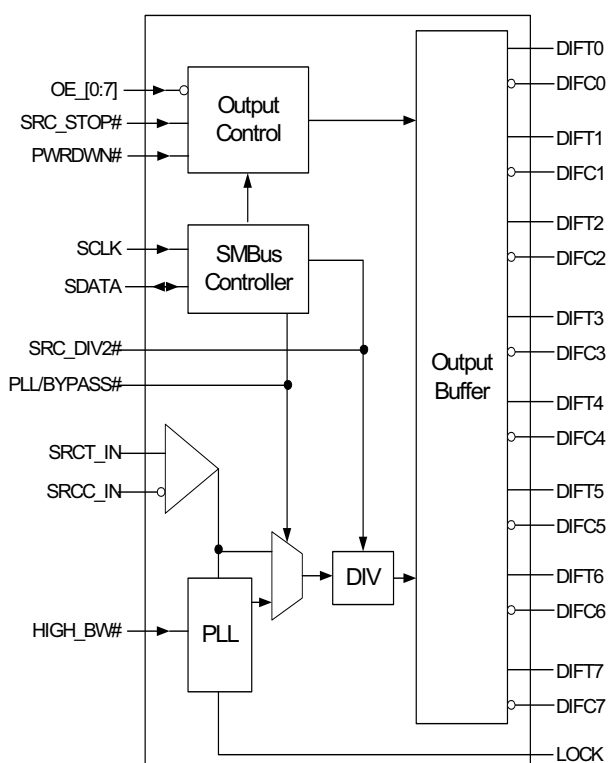 OE_[0:7]
SRC_STOP#
PWRDWN#
Output
Control
SCLK
SDATA
SMBus
Controller
SRC_DIV2#
PLL/BYPASS#
SRCT_IN
SRCC_IN
HIGH_BW#
PLL
DIV
Output
Buffer
DIFT0
DIFC0
DIFT1
DIFC1
DIFT2
DIFC2
DIFT3
DIFC3
DIFT4
DIFC4
DIFT5
DIFC5
DIFT6
DIFC6
DIFT7
DIFC7
LOCK